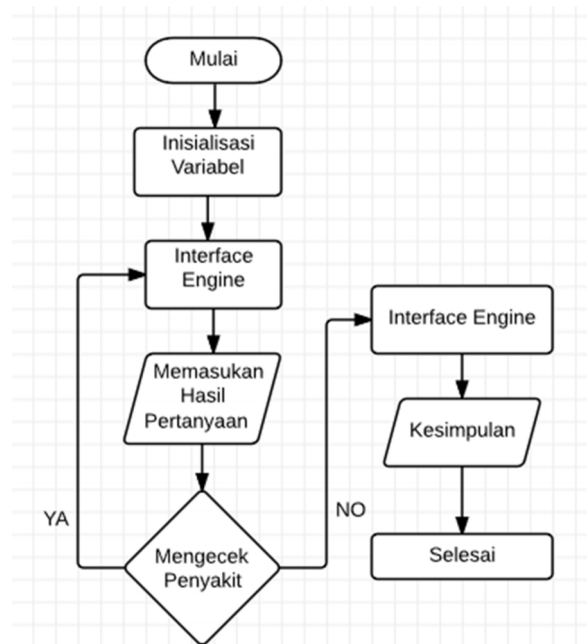 Mulai
Inisialisasi
Variabel
Interface
Engine
Memasukan
Hasil
Pertanyaan
YA
Mengecek
Penyakit
NO
Interface Engine
Kesimpulan
Selesai